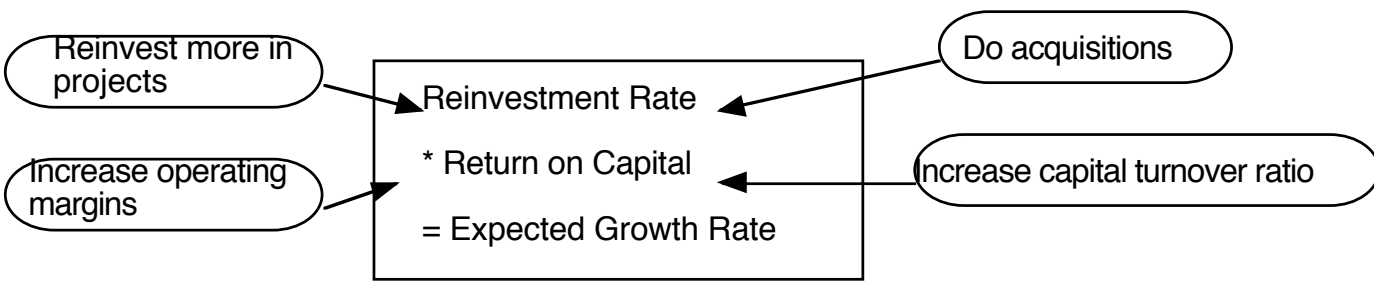 Reinvest more in
projects
Do acquisitions
Reinvestment Rate
* Return on Capital
= Expected Growth Rate
Increase operating
margins
Increase capital turnover ratio